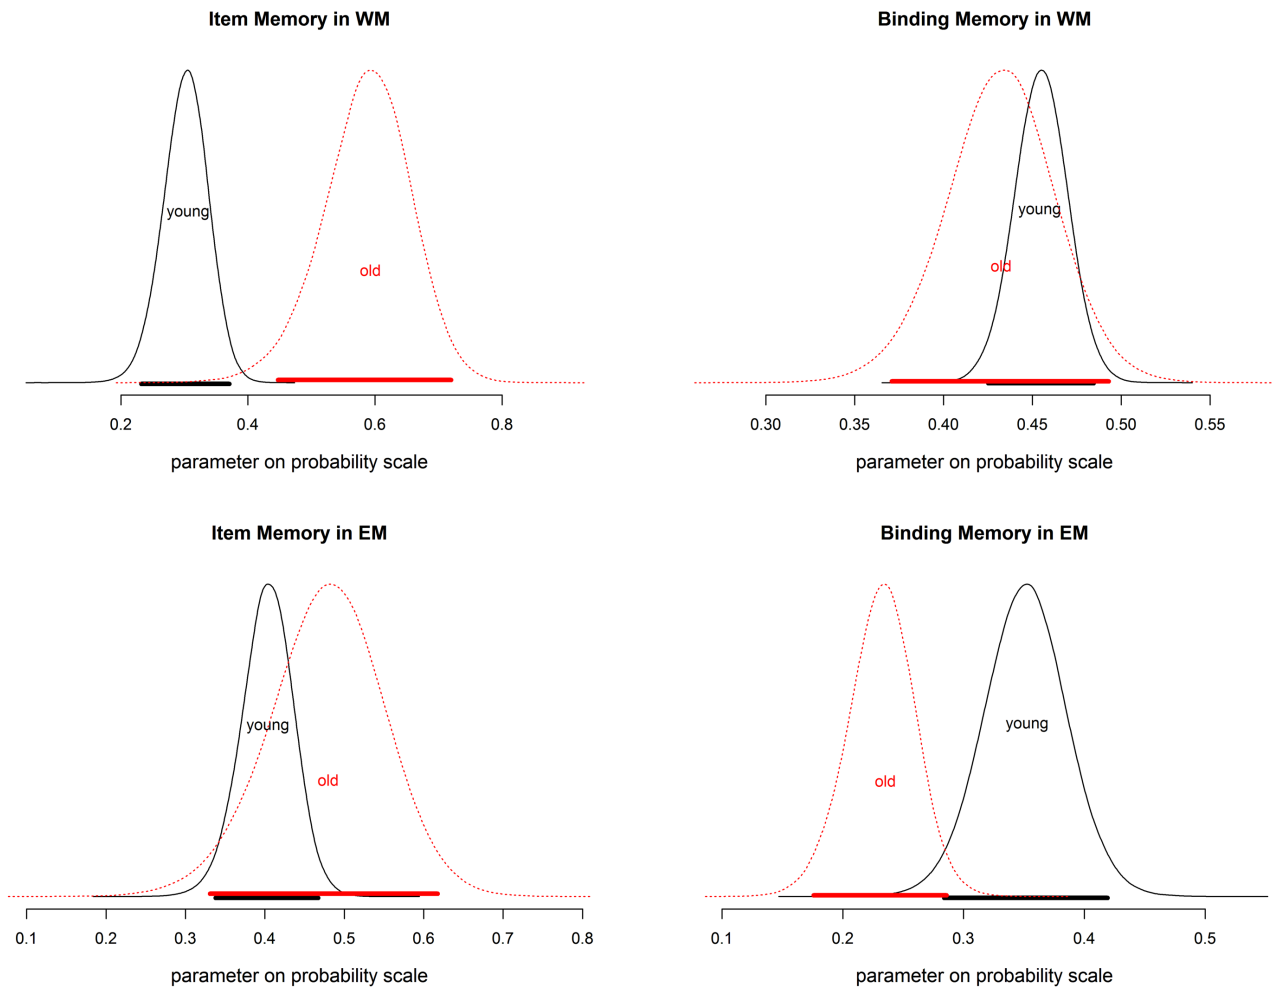 Item Memory in WM
young
old
0.2 0.4 0.6 0.8
parameter on probability scale
Binding Memory in WM
young
old
0.30 0.35 0.40 0.45 0.50 0.55
parameter on probability scale
Item Memory in EM
young
old
0.1 0.2 0.3 0.4 0.5 0.6 0.7 0.8
parameter on probability scale
Binding Memory in EM
young
old
0.1 0.2 0.3 0.4 0.5
parameter on probability scale